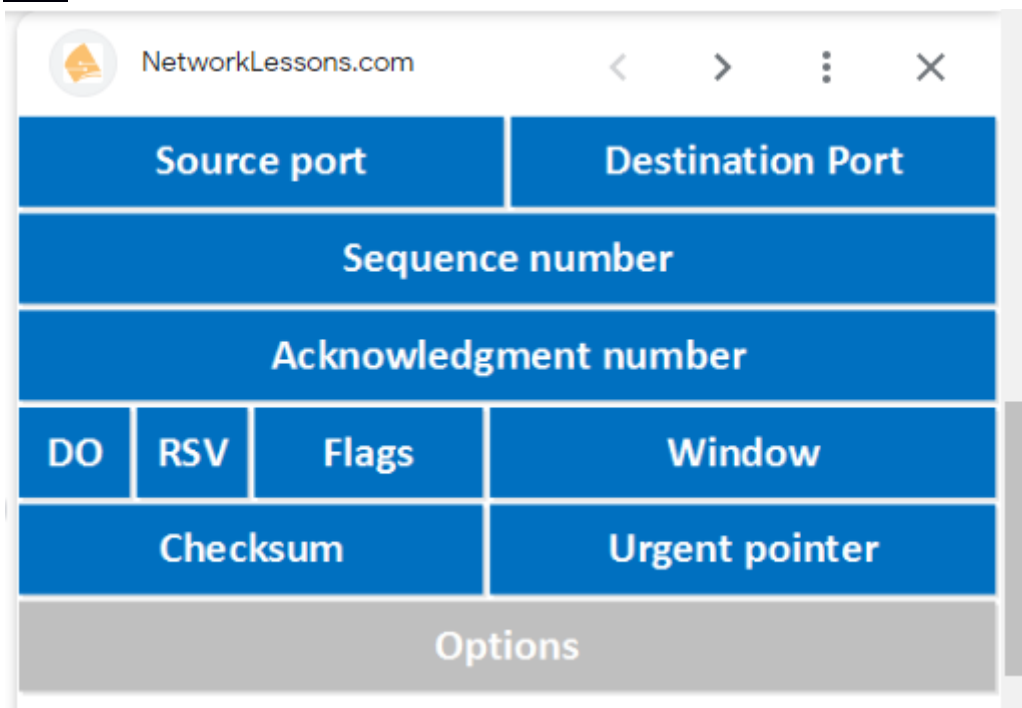 NetworkLessons.com
Source port Destination Port
Sequence number
Acknowledgment number
DO RSV Flags Window
Checksum Urgent pointer
Options